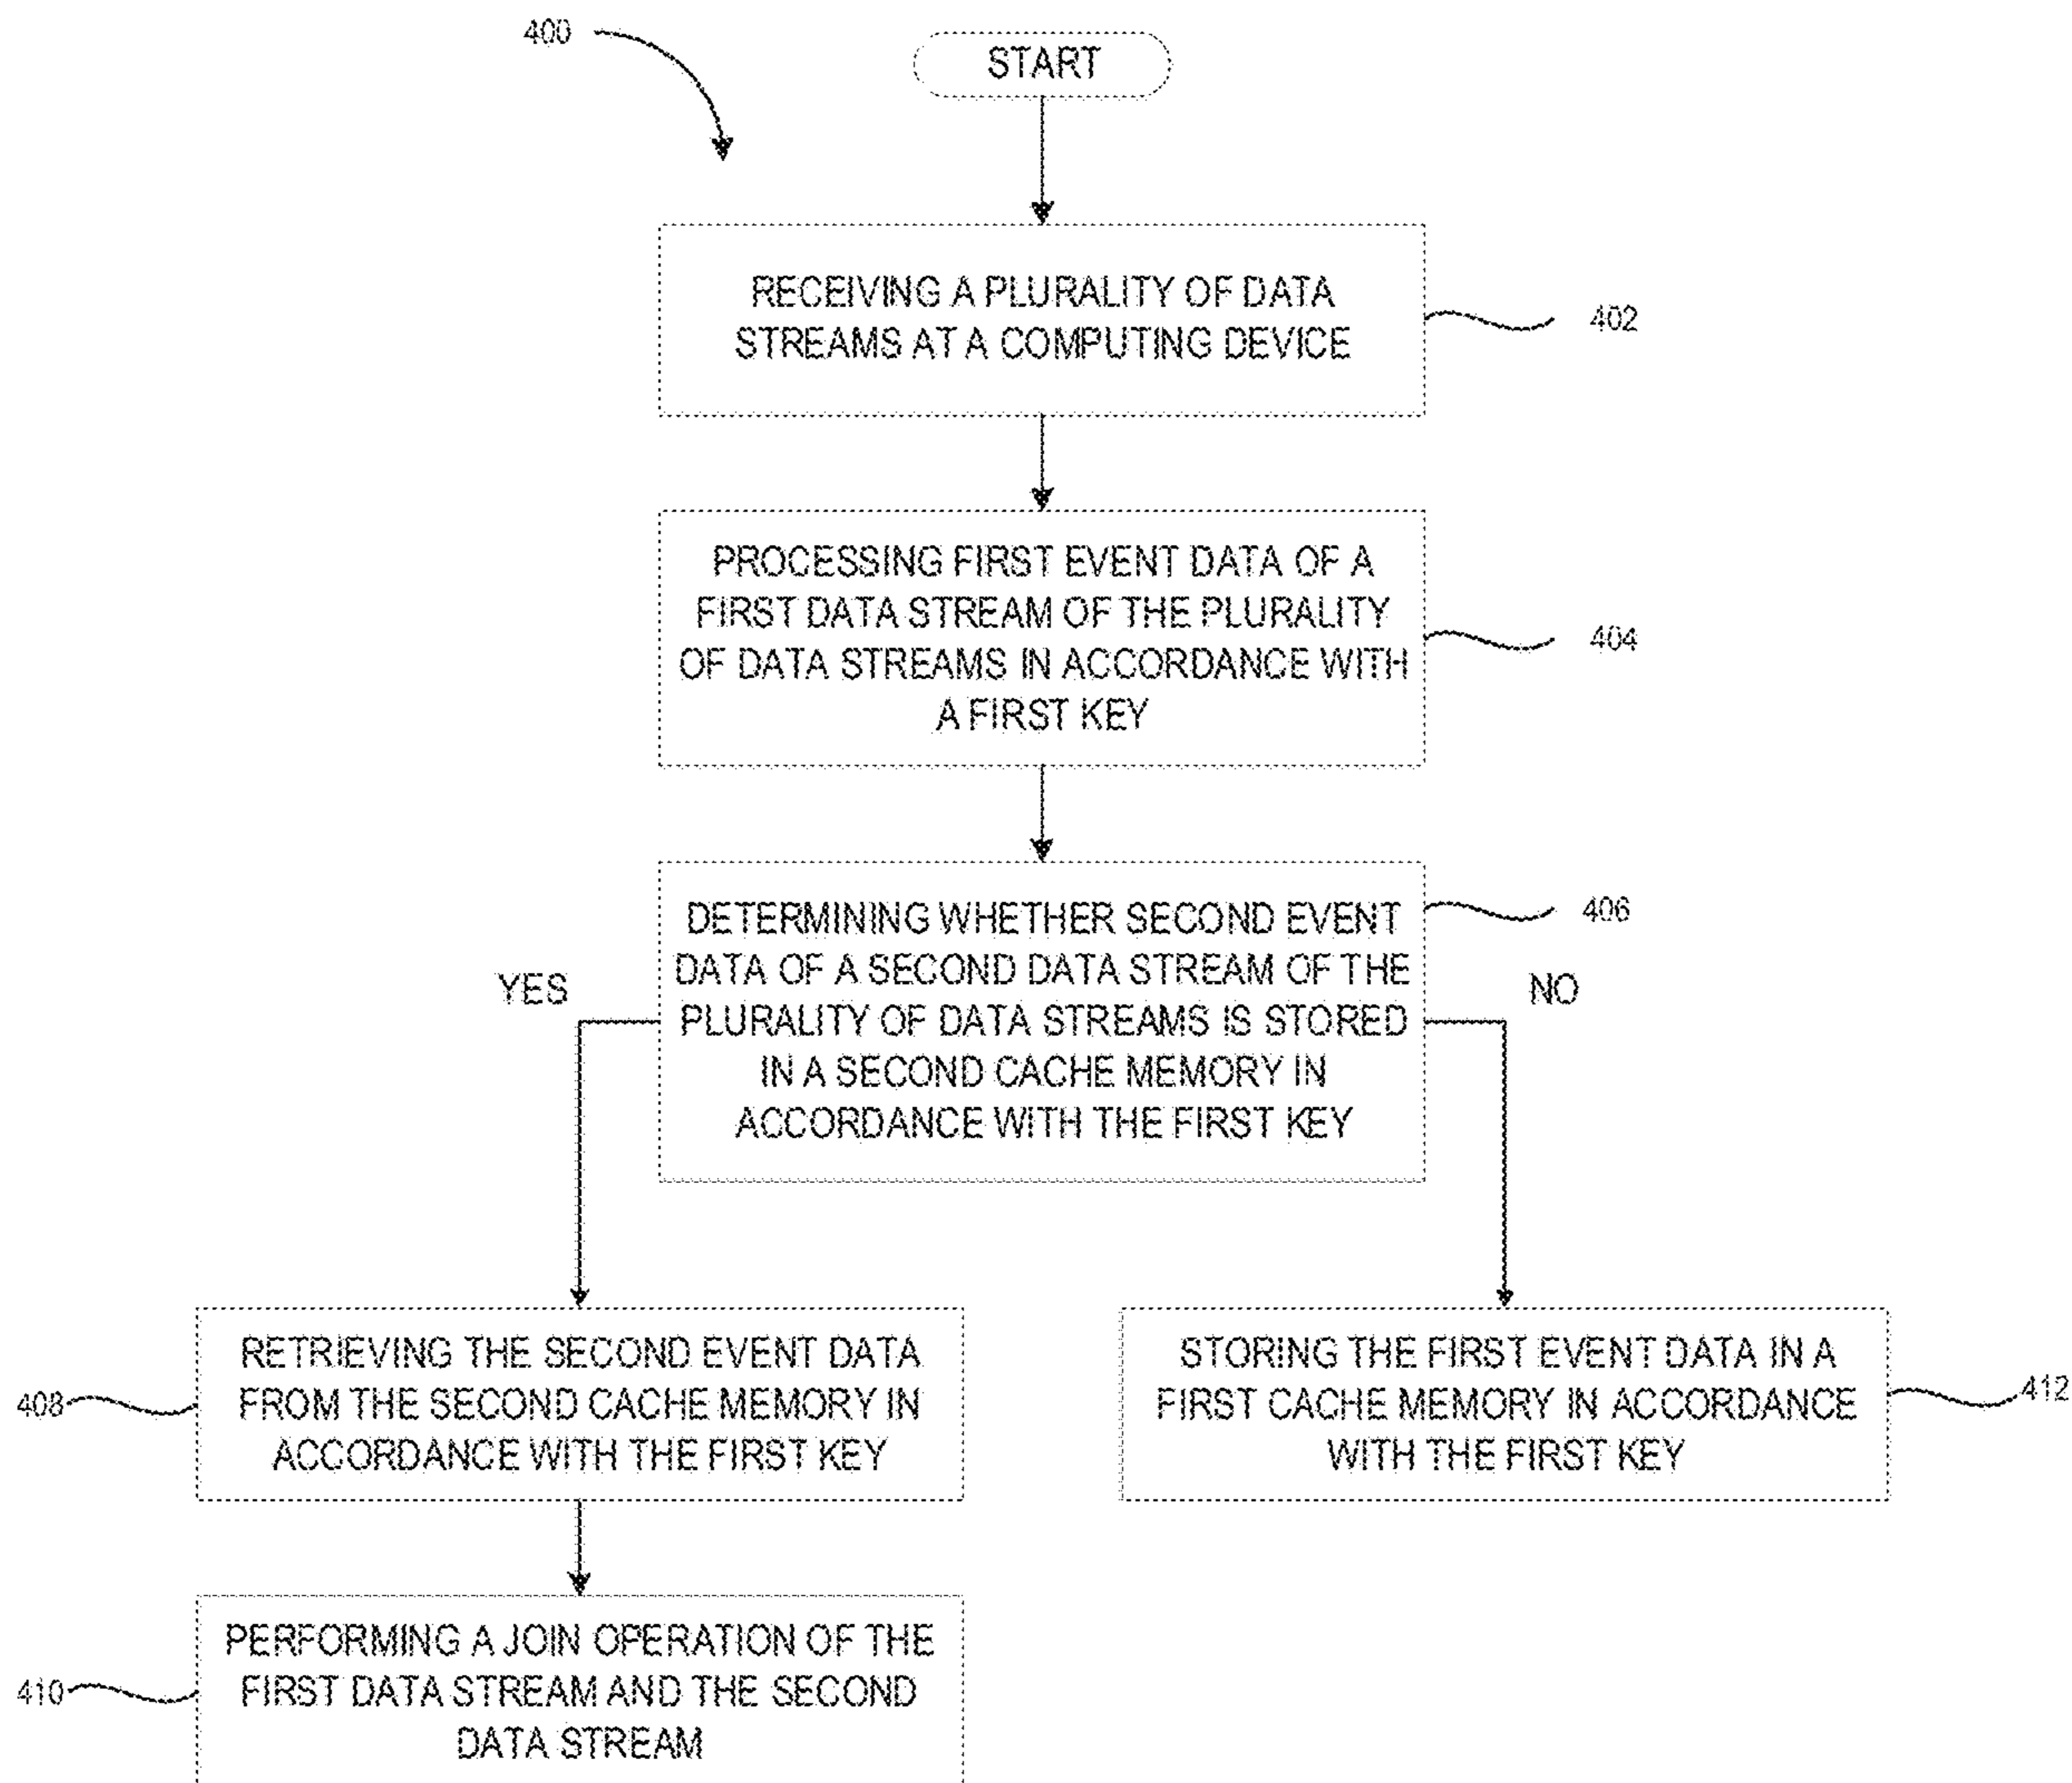 400
START
RECEIVING A PLURALITY OF DATA
STREAMS AT A COMPUTING DEVICE
402
PROCESSING FIRST EVENT DATA OF A
FIRST DATA STREAM OF THE PLURALITY
OF DATA STREAMS IN ACCORDANCE WITH
A FIRST KEY
404
DETERMINING WHETHER SECOND EVENT
DATA OF A SECOND DATA STREAM OF THE
PLURALITY OF DATA STREAMS IS STORED
IN A SECOND CACHE MEMORY IN
ACCORDANCE WITH THE FIRST KEY
406
YES
NO
RETRIEVING THE SECOND EVENT DATA
FROM THE SECOND CACHE MEMORY IN
ACCORDANCE WITH THE FIRST KEY
408
STORING THE FIRST EVENT DATA IN A
FIRST CACHE MEMORY IN ACCORDANCE
WITH THE FIRST KEY
412
PERFORMING A JOIN OPERATION OF THE
FIRST DATA STREAM AND THE SECOND
DATA STREAM
410